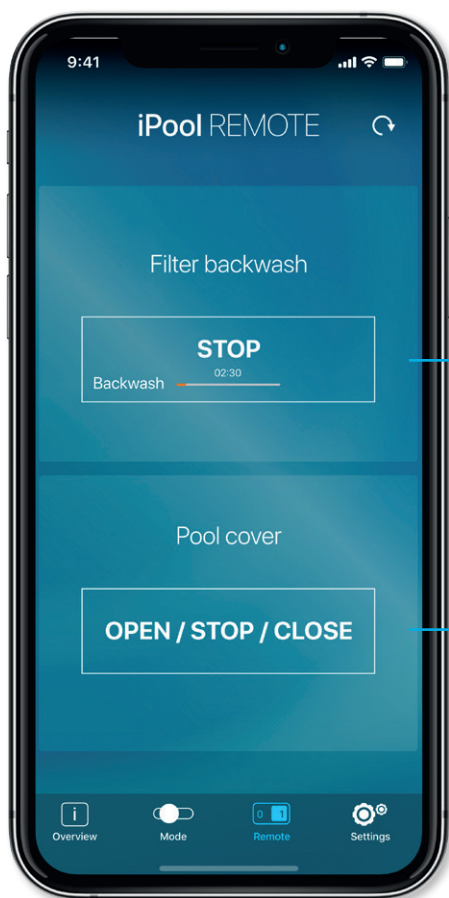 9:41
iPool REMOTE
Filter backwash
STOP
02:30
Backwash
Pool cover
OPEN / STOP / CLOSE
i
0 1
Overview
Mode
Remote
Settings